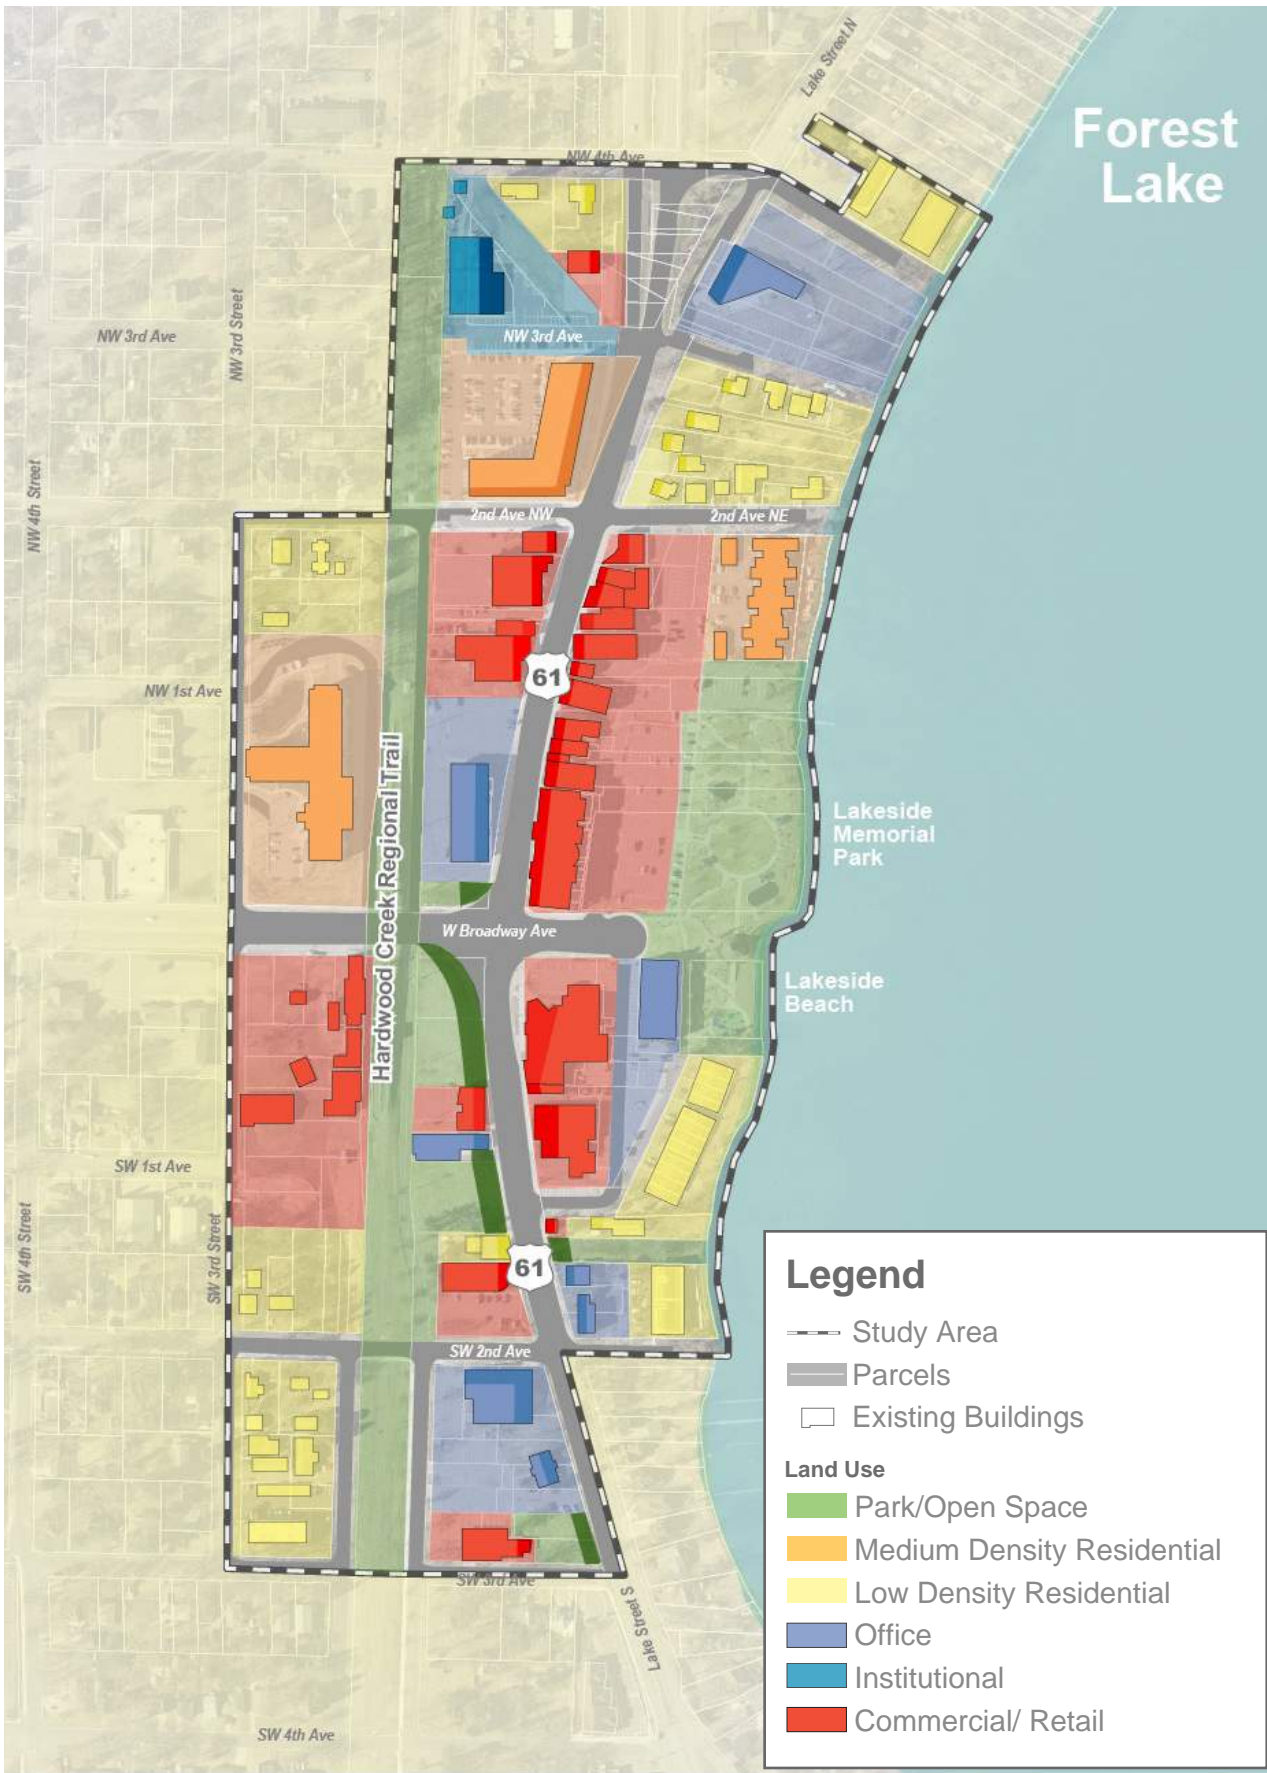 Lake Street N
Forest
Lake
NW 4th Ave
NW 3rd Ave
NW 3rd Street
NW 3rd Ave
NW 4th Street
2nd Ave NW
2nd Ave NE
61
NW 1st Ave
Hardwood Creek Regional Trail
Lakeside
Memorial
Park
W Broadway Ave
Lakeside
Beach
SW 1st Ave
SW 4th Street
SW 3rd Street
61
SW 2nd Ave
SW 3rd Ave
Lake Street S
SW 4th Ave
Legend
Study Area
Parcels
Existing Buildings
Land Use
Park/Open Space
Medium Density Residential
Low Density Residential
Office
Institutional
Commercial/ Retail